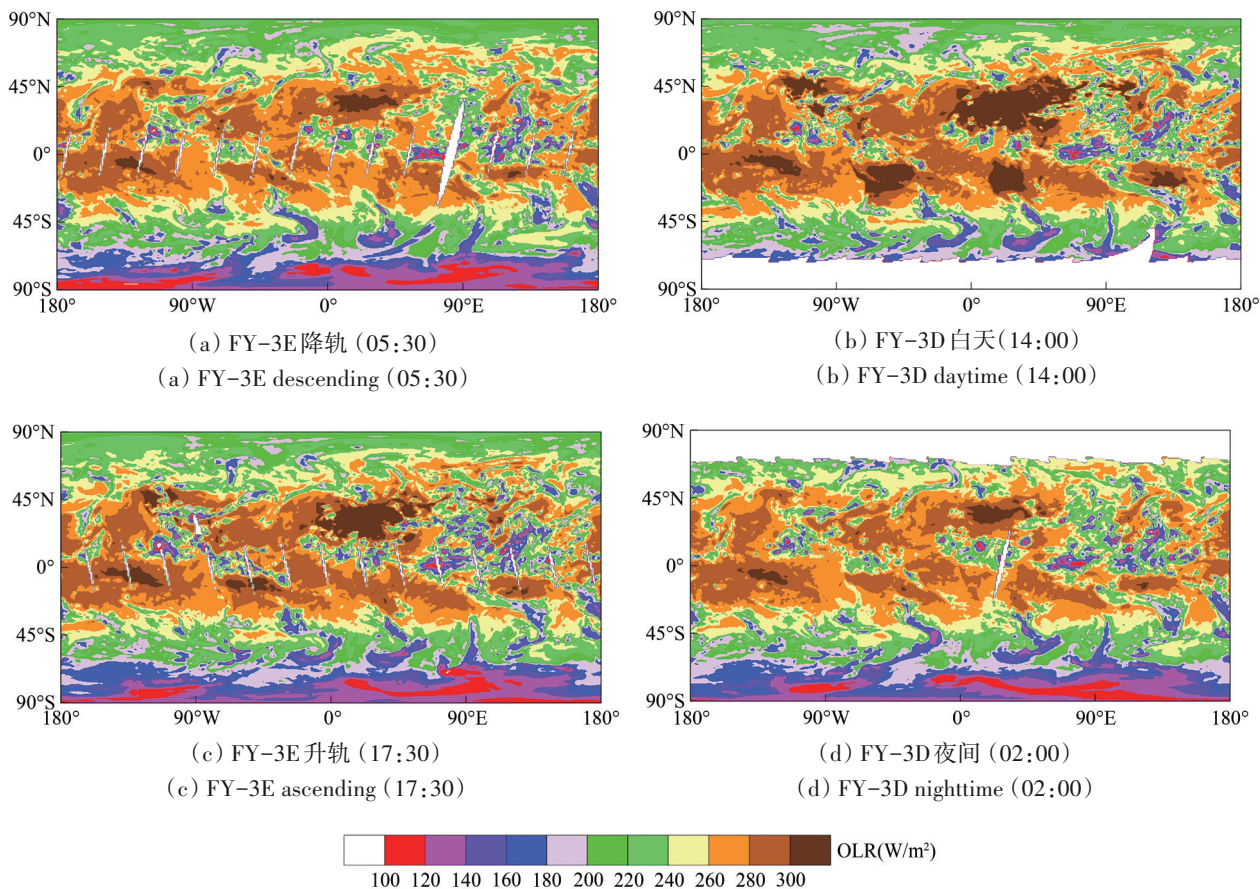 90°N
45°N
0°
45°S
90°S
180° 90°W 0° 90°E 180°
(a) FY-3E降轨(05:30)
(a) FY-3E descending (05:30)
90°N
45°N
0°
45°S
90°S
180° 90°W 0° 90°E 180°
(b) FY-3D白天(14:00)
(b) FY-3D daytime (14:00)
90°N
45°N
0°
45°S
90°S
180° 90°W 0° 90°E 180°
(c) FY-3E升轨(17:30)
(c) FY-3E ascending (17:30)
90°N
45°N
0°
45°S
90°S
180° 90°W 0° 90°E 180°
(d) FY-3D夜间(02:00)
(d) FY-3D nighttime (02:00)
OLR(W/m²)
100 120 140 160 180 200 220 240 260 280 300